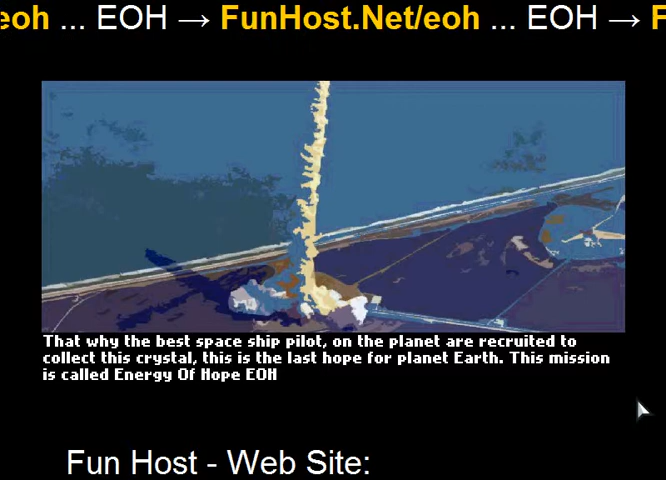 eoh ... EOH → FunHost.Net/eoh ... EOH → F
That why the best space ship pilot, on the planet are recruited to
collect this crystal, this is the last hope for planet Earth. This mission
is called Energy Of Hope EOH
Fun Host - Web Site: